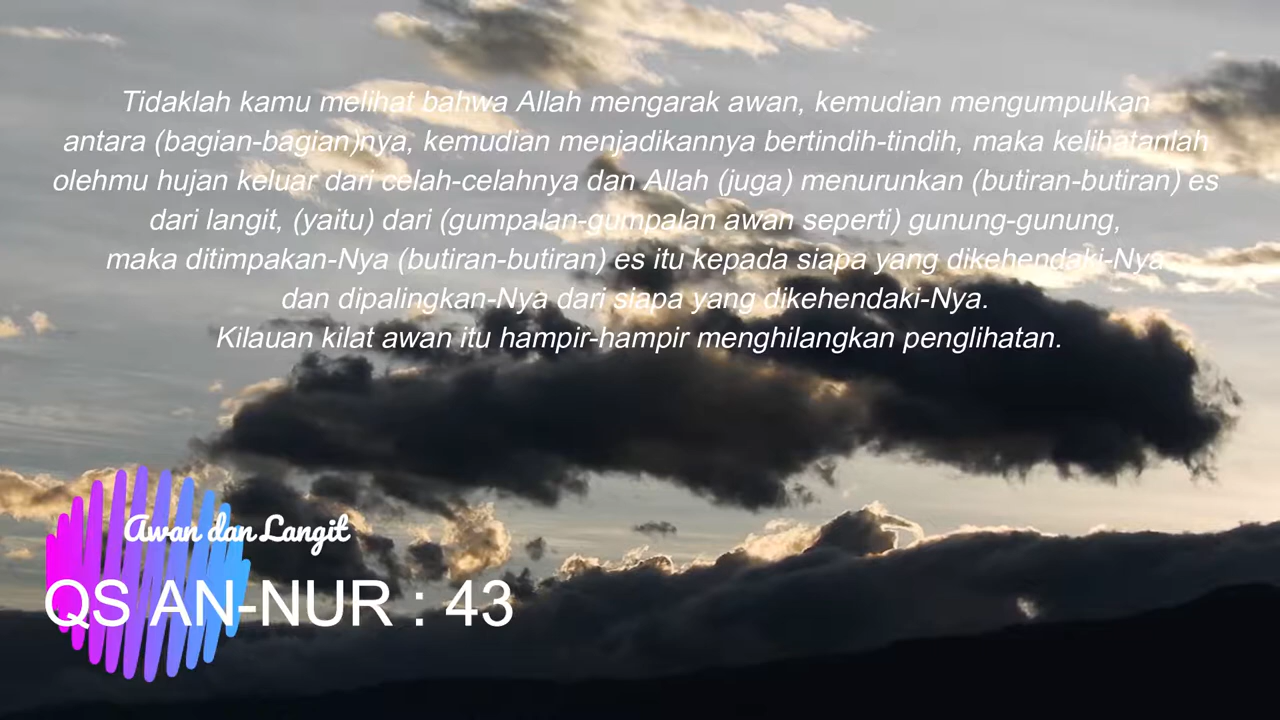 Tidaklah kamu melihat bahwa Allah mengarak awan, kemudian mengumpulkan
antara (bagian-bagian)nya, kemudian menjadikannya bertindih-tindih, maka kelihatanlah
olehmu hujan keluar dari celah-celahnya dan Allah (juga) menurunkan (butiran-butiran) es
dari langit, (yaitu) dari (gumpalan-gumpalan awan seperti) gunung-gunung,
maka ditimpakan-Nya (butiran-butiran) es itu kepada siapa yang dikehendaki-Nya
dan dipalingkan-Nya dari siapa yang dikehendaki-Nya.
Kilauan kilat awan itu hampir-hampir menghilangkan penglihatan.
Awan dan Langit
QS AN-NUR : 43